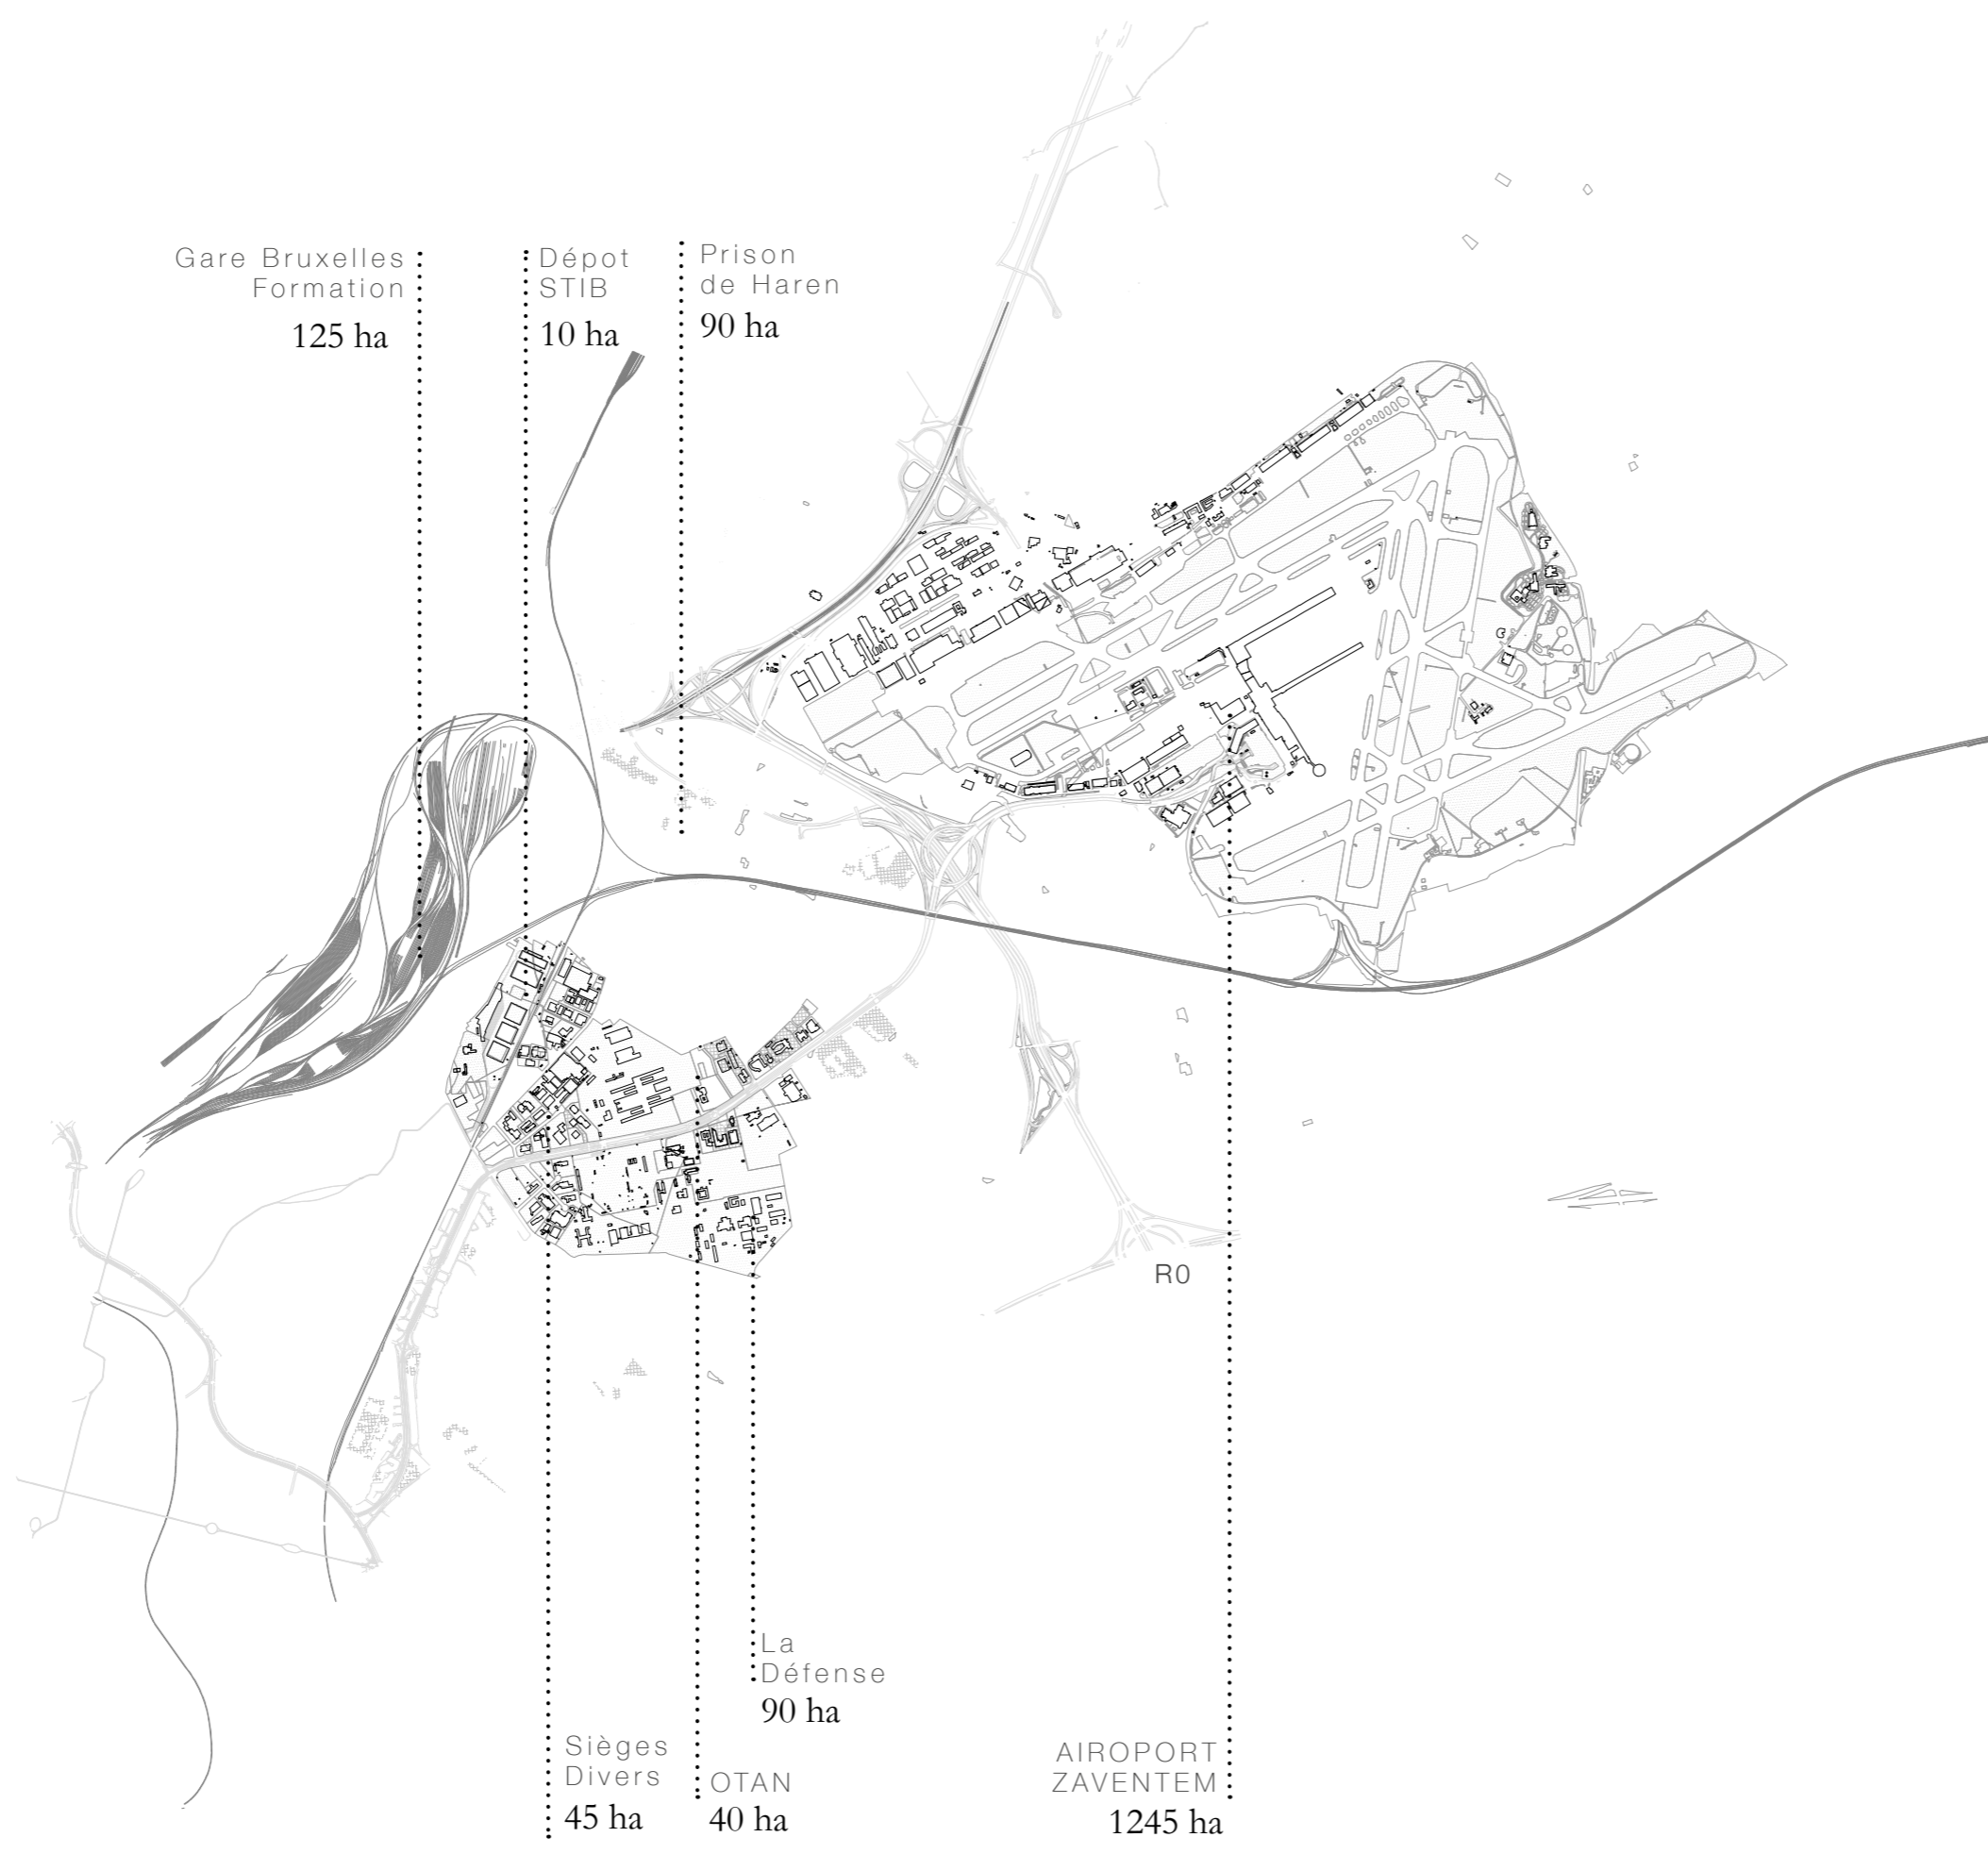 Gare Bruxelles
Formation
125 ha
Dépot
STIB
10 ha
Prison
de Haren
90 ha
R0
La
Défense
90 ha
Sièges
Divers
45 ha
OTAN
40 ha
AIROPORT
ZAVENTEM
1245 ha